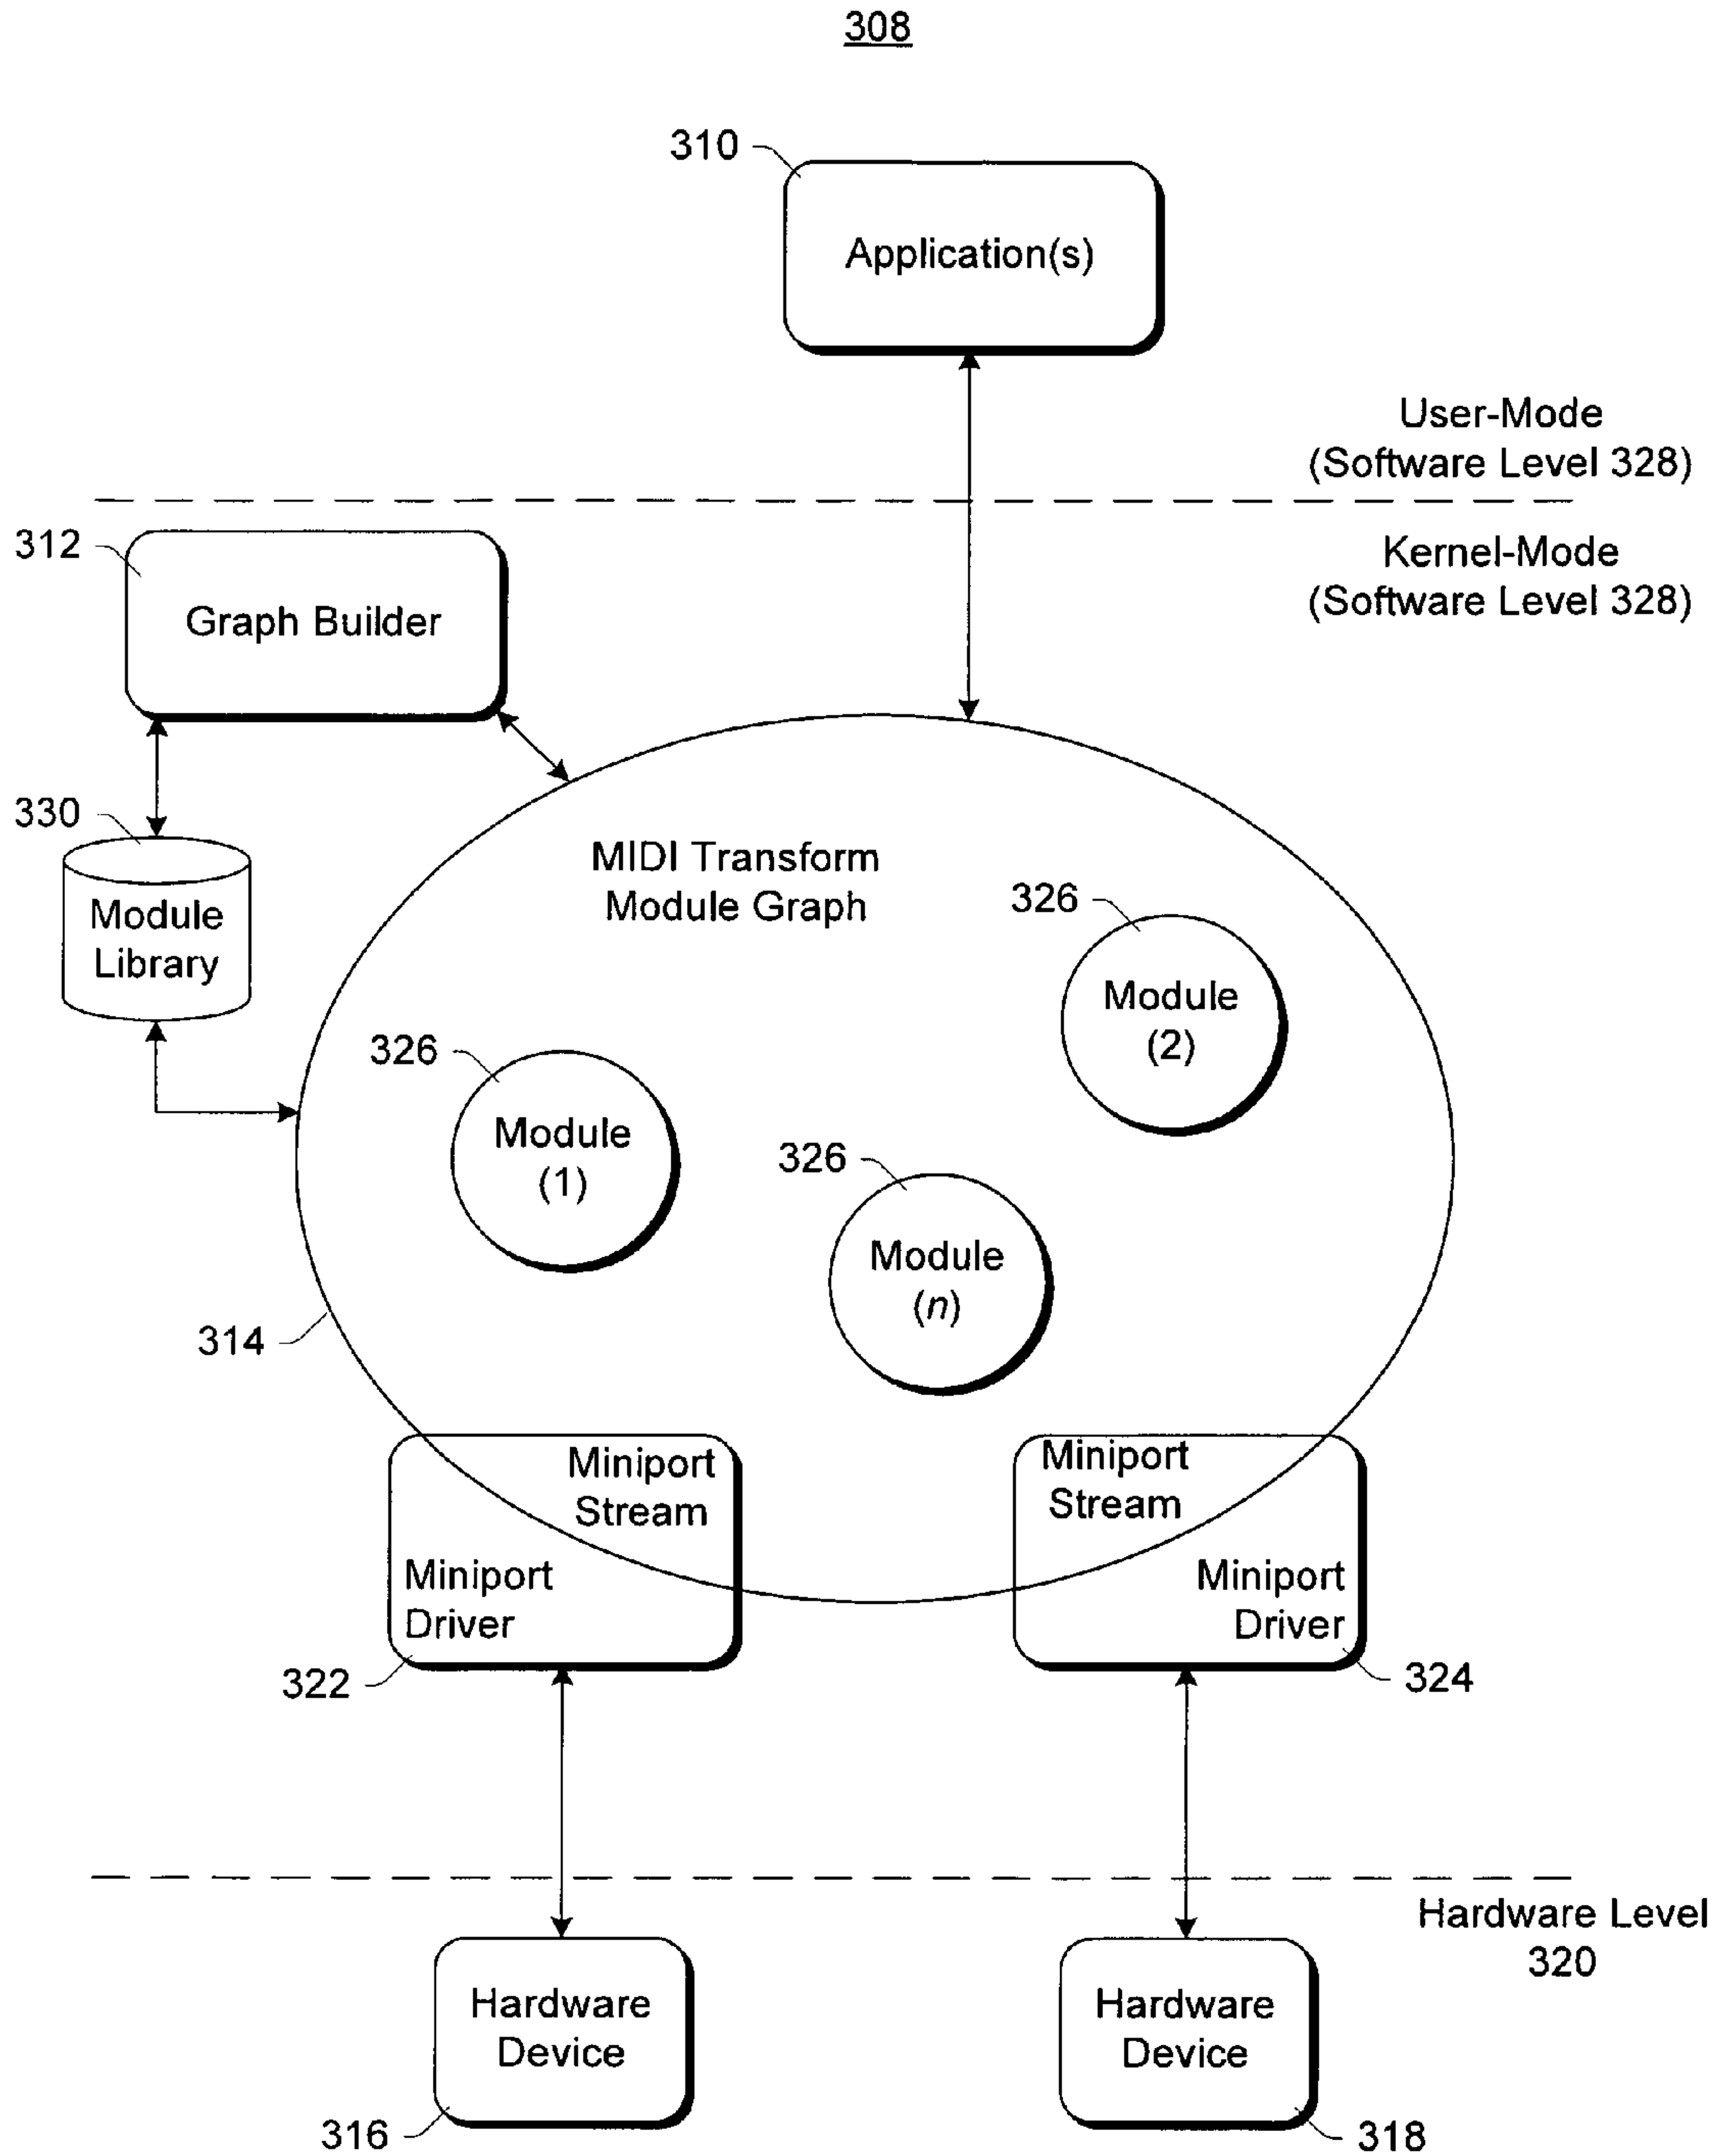 308
310
Application(s)
User-Mode
(Software Level 328)
312
Kernel-Mode
(Software Level 328)
Graph Builder
330
MIDI Transform
Module Graph
Module
Library
326
Module
(2)
326
Module
(1)
326
Module
(n)
314
Miniport
Stream
Miniport
Driver
322
Miniport
Stream
Miniport
Driver
324
Hardware Level
320
Hardware
Device
316
Hardware
Device
318